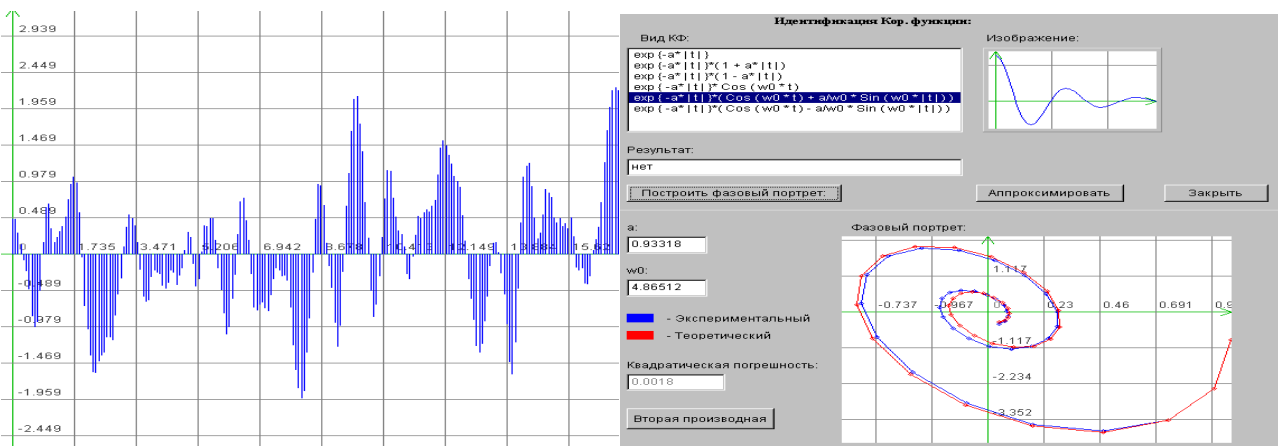 2.939
2.449
1.959
1.469
0.979
0.489
0 1.735 3.471 5.206 6.942 8.678 12.149 15.62
-0.489
-0.979
-1.469
-1.959
-2.449
Идентификация Кор. функции:
Вид КФ:
Изображение:
exp {-a* |t| }
exp {-a* |t| }*(1 + a* |t| )
exp {-a* |t| }*(1 - a* |t| )
exp {-a* |t| }* Cos (w0 * t)
exp {-a* |t| }*( Cos (w0 * t) + a/w0 * Sin (w0 * |t| ) )
exp {-a* |t| }*( Cos (w0 * t) - a/w0 * Sin (w0 * |t| ) )
Результат:
нет
Построить фазовый портрет:
Аппроксимировать
Закрыть
a:
0.93318
w0:
4.86512
- Экспериментальный
- Теоретический
Квадратическая погрешность:
0.0018
Вторая производная
Фазовый портрет:
1.117
-0.737 0.23 0.46 0.691
-1.117
-2.234
-3.352